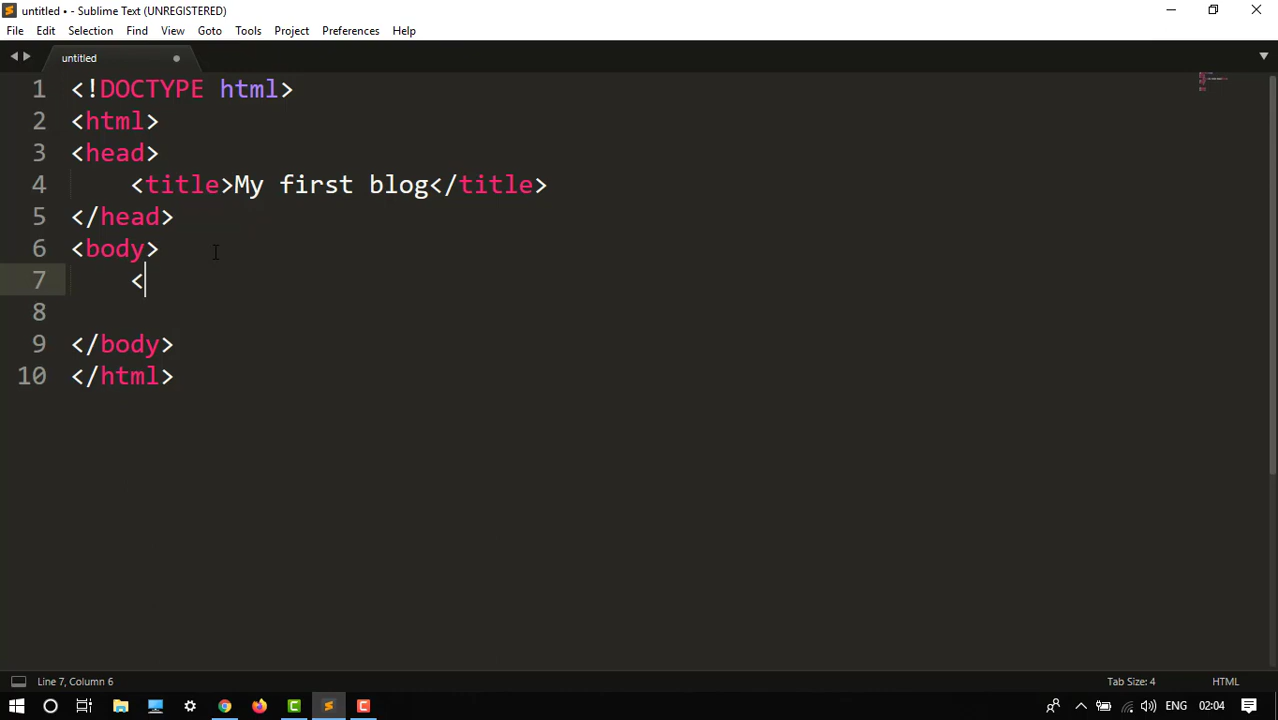 untitled • - Sublime Text (UNREGISTERED)
File Edit Selection Find View Goto Tools Project Preferences Help
untitled
1 <!DOCTYPE html>
2 <html>
3 <head>
4 <title>My first blog</title>
5 </head>
6 <body>
7 <
8
9 </body>
10 </html>
Line 7, Column 6 Tab Size: 4 HTML
ENG 02:04